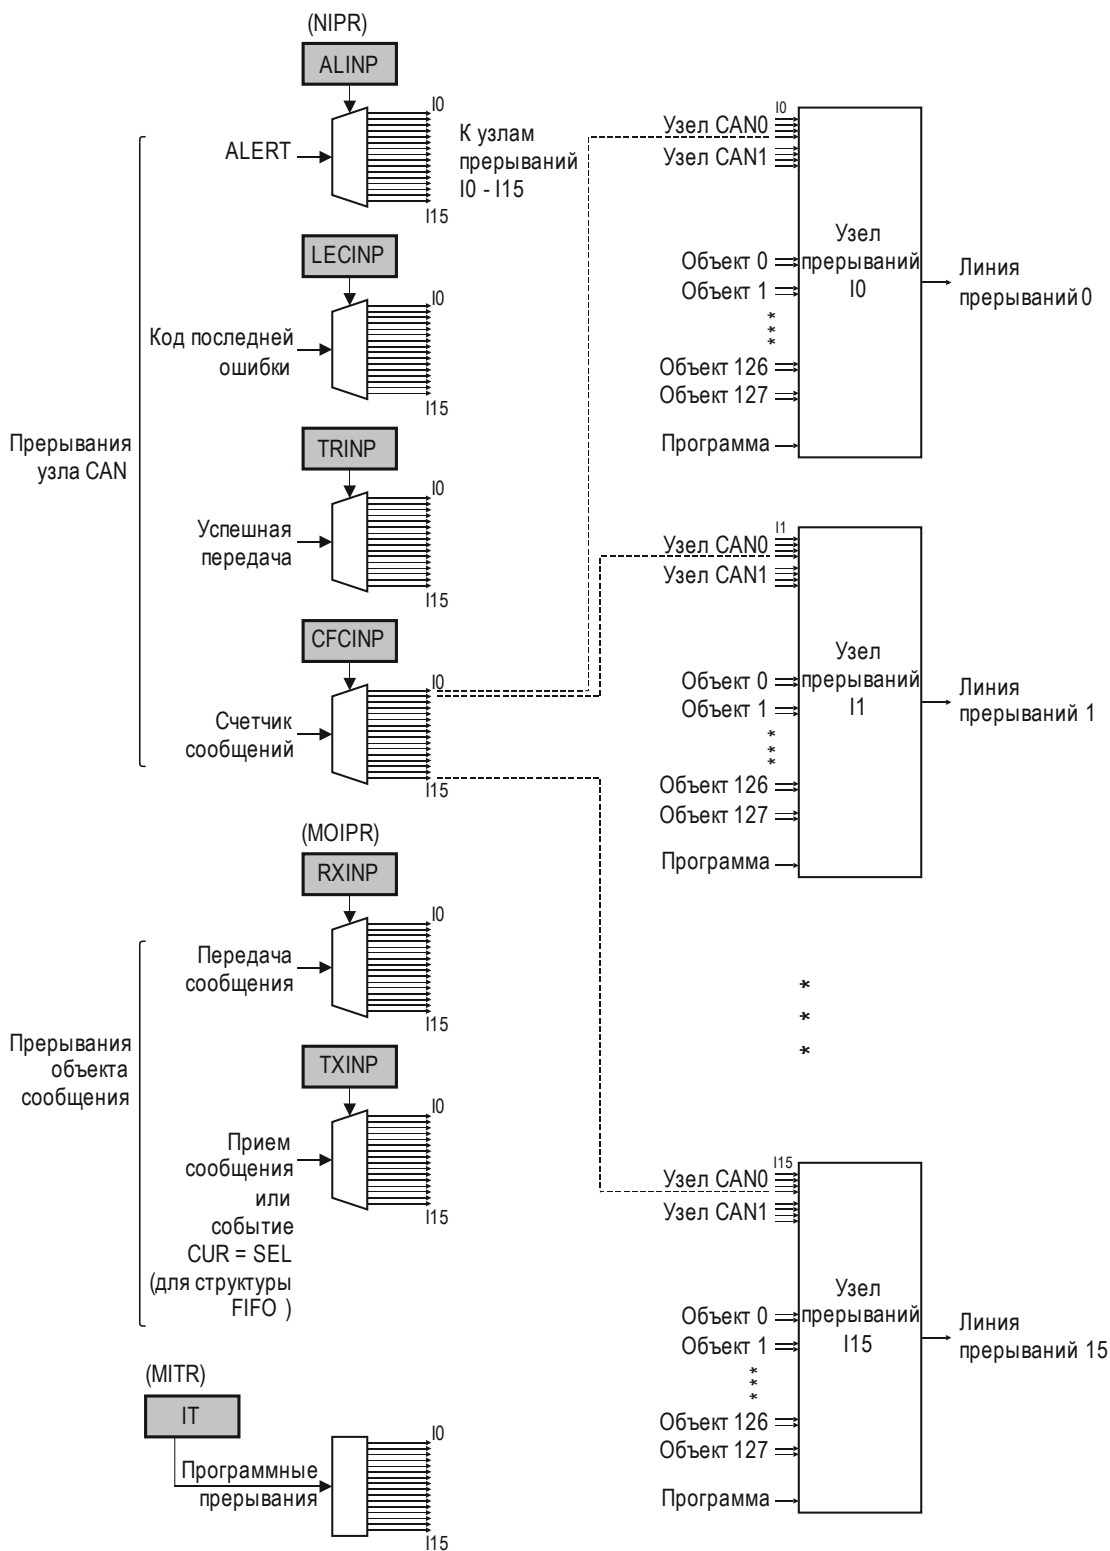 (NIPR)
ALINP
I0
ALERT
К узлам
прерываний
I0 - I15
I15
LECINP
I0
Код последней
ошибки
I15
Прерывания
узла CAN
TRINP
I0
Успешная
передача
I15
CFCINP
I0
Счетчик
сообщений
I15
(MOIPR)
RXINP
I0
Передача
сообщения
I15
Прерывания
объекта
сообщения
TXINP
I0
Прием
сообщения
или
событие
CUR = SEL
(для структуры
FIFO )
I15
(MITR)
IT
I0
Программные
прерывания
I15
I0
Узел CAN0
Узел CAN1
Объект 0
Объект 1
* * *
Объект 126
Объект 127
Программа
Узел
прерываний
I0
Линия
прерываний 0
I1
Узел CAN0
Узел CAN1
Объект 0
Объект 1
* * *
Объект 126
Объект 127
Программа
Узел
прерываний
I1
Линия
прерываний 1
*
*
*
I15
Узел CAN0
Узел CAN1
Объект 0
Объект 1
* * *
Объект 126
Объект 127
Программа
Узел
прерываний
I15
Линия
прерываний 15